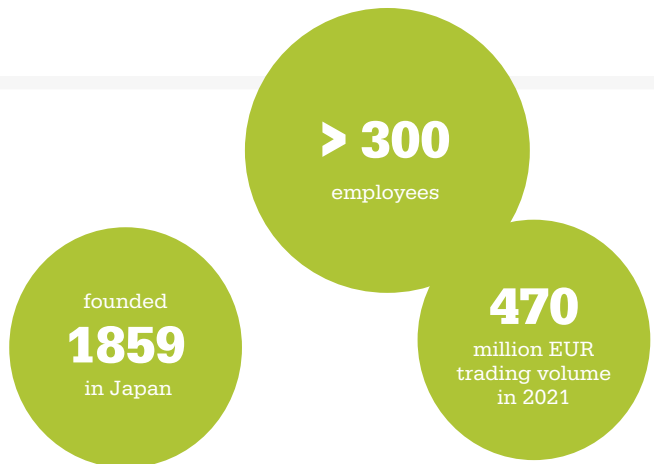 > 300
employees
founded
1859
in Japan
470
million EUR
trading volume
in 2021